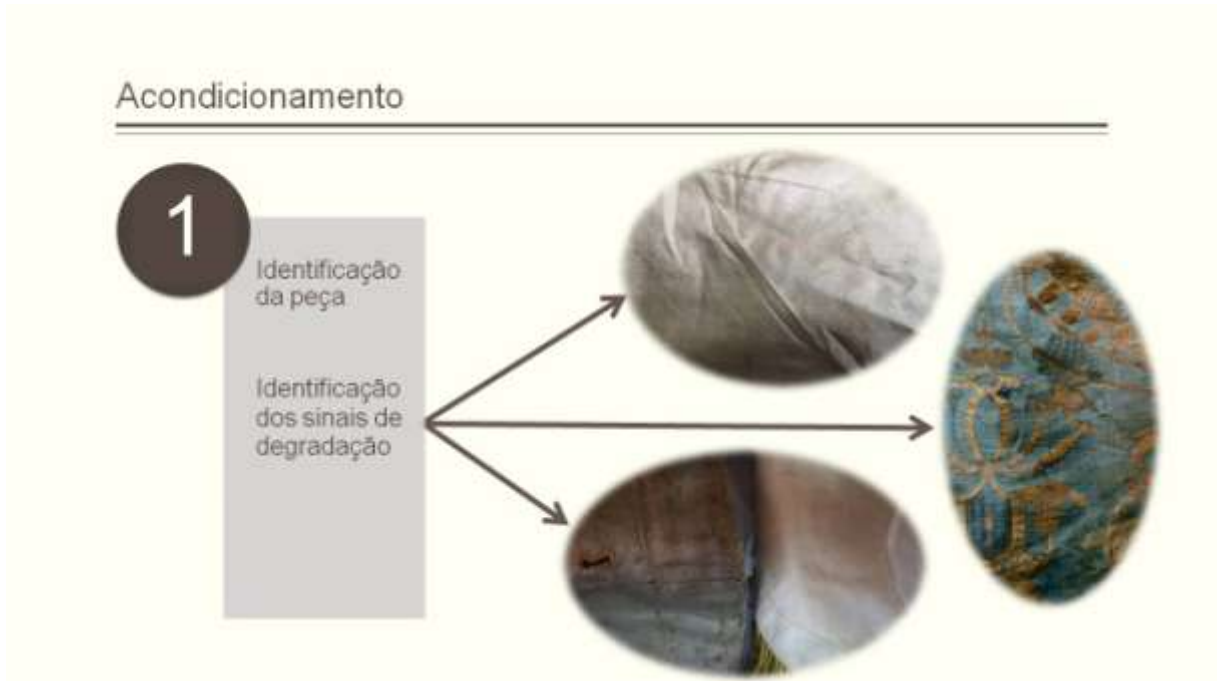 Acondicionamento
1
Identificação
da peça
Identificação
dos sinais de
degradação